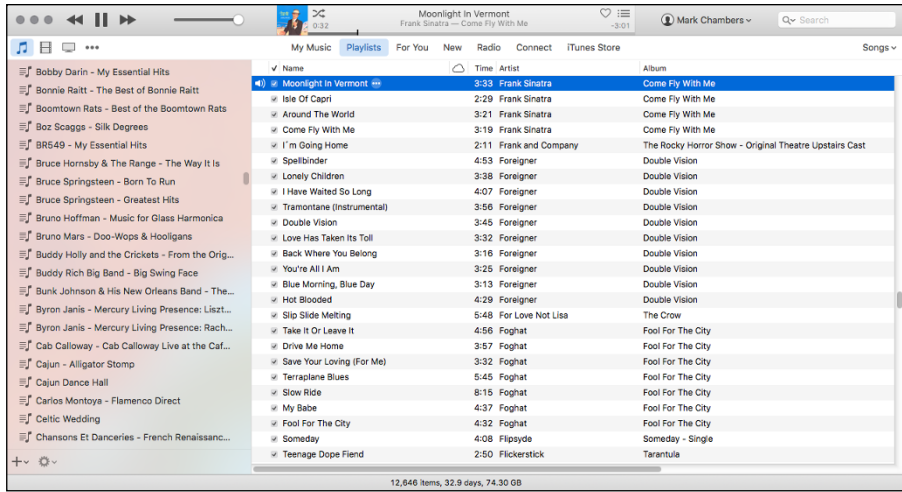 Moonlight In Vermont
0:32 Frank Sinatra — Come Fly With Me -3:01
Mark Chambers
Search
My Music Playlists For You New Radio Connect iTunes Store Songs
Bobby Darin - My Essential Hits
Bonnie Raitt - The Best of Bonnie Raitt
Boomtown Rats - Best of the Boomtown Rats
Boz Scaggs - Silk Degrees
BR549 - My Essential Hits
Bruce Hornsby & The Range - The Way It Is
Bruce Springsteen - Born To Run
Bruce Springsteen - Greatest Hits
Bruno Hoffman - Music for Glass Harmonica
Bruno Mars - Doo-Wops & Hooligans
Buddy Holly and the Crickets - From the Orig...
Buddy Rich Big Band - Big Swing Face
Bunk Johnson & His New Orleans Band - The...
Byron Janis - Mercury Living Presence: Liszt...
Byron Janis - Mercury Living Presence: Rach...
Cab Calloway - Cab Calloway Live at the Caf...
Cajun - Alligator Stomp
Cajun Dance Hall
Carlos Montoya - Flamenco Direct
Celtic Wedding
Chansons Et Danceries - French Renaissanc...
Name Time Artist Album
Moonlight In Vermont 3:33 Frank Sinatra Come Fly With Me
Isle Of Capri 2:29 Frank Sinatra Come Fly With Me
Around The World 3:21 Frank Sinatra Come Fly With Me
Come Fly With Me 3:19 Frank Sinatra Come Fly With Me
I´m Going Home 2:11 Frank and Company The Rocky Horror Show - Original Theatre Upstairs Cast
Spellbinder 4:53 Foreigner Double Vision
Lonely Children 3:38 Foreigner Double Vision
I Have Waited So Long 4:07 Foreigner Double Vision
Tramontane (Instrumental) 3:56 Foreigner Double Vision
Double Vision 3:45 Foreigner Double Vision
Love Has Taken Its Toll 3:32 Foreigner Double Vision
Back Where You Belong 3:16 Foreigner Double Vision
You're All I Am 3:25 Foreigner Double Vision
Blue Morning, Blue Day 3:13 Foreigner Double Vision
Hot Blooded 4:29 Foreigner Double Vision
Slip Slide Melting 5:48 For Love Not Lisa The Crow
Take It Or Leave It 4:56 Foghat Fool For The City
Drive Me Home 3:57 Foghat Fool For The City
Save Your Loving (For Me) 3:32 Foghat Fool For The City
Terraplane Blues 5:45 Foghat Fool For The City
Slow Ride 8:15 Foghat Fool For The City
My Babe 4:37 Foghat Fool For The City
Fool For The City 4:32 Foghat Fool For The City
Someday 4:08 Flipsyde Someday - Single
Teenage Dope Fiend 2:50 Flickerstick Tarantula
12,646 items, 32.9 days, 74.30 GB